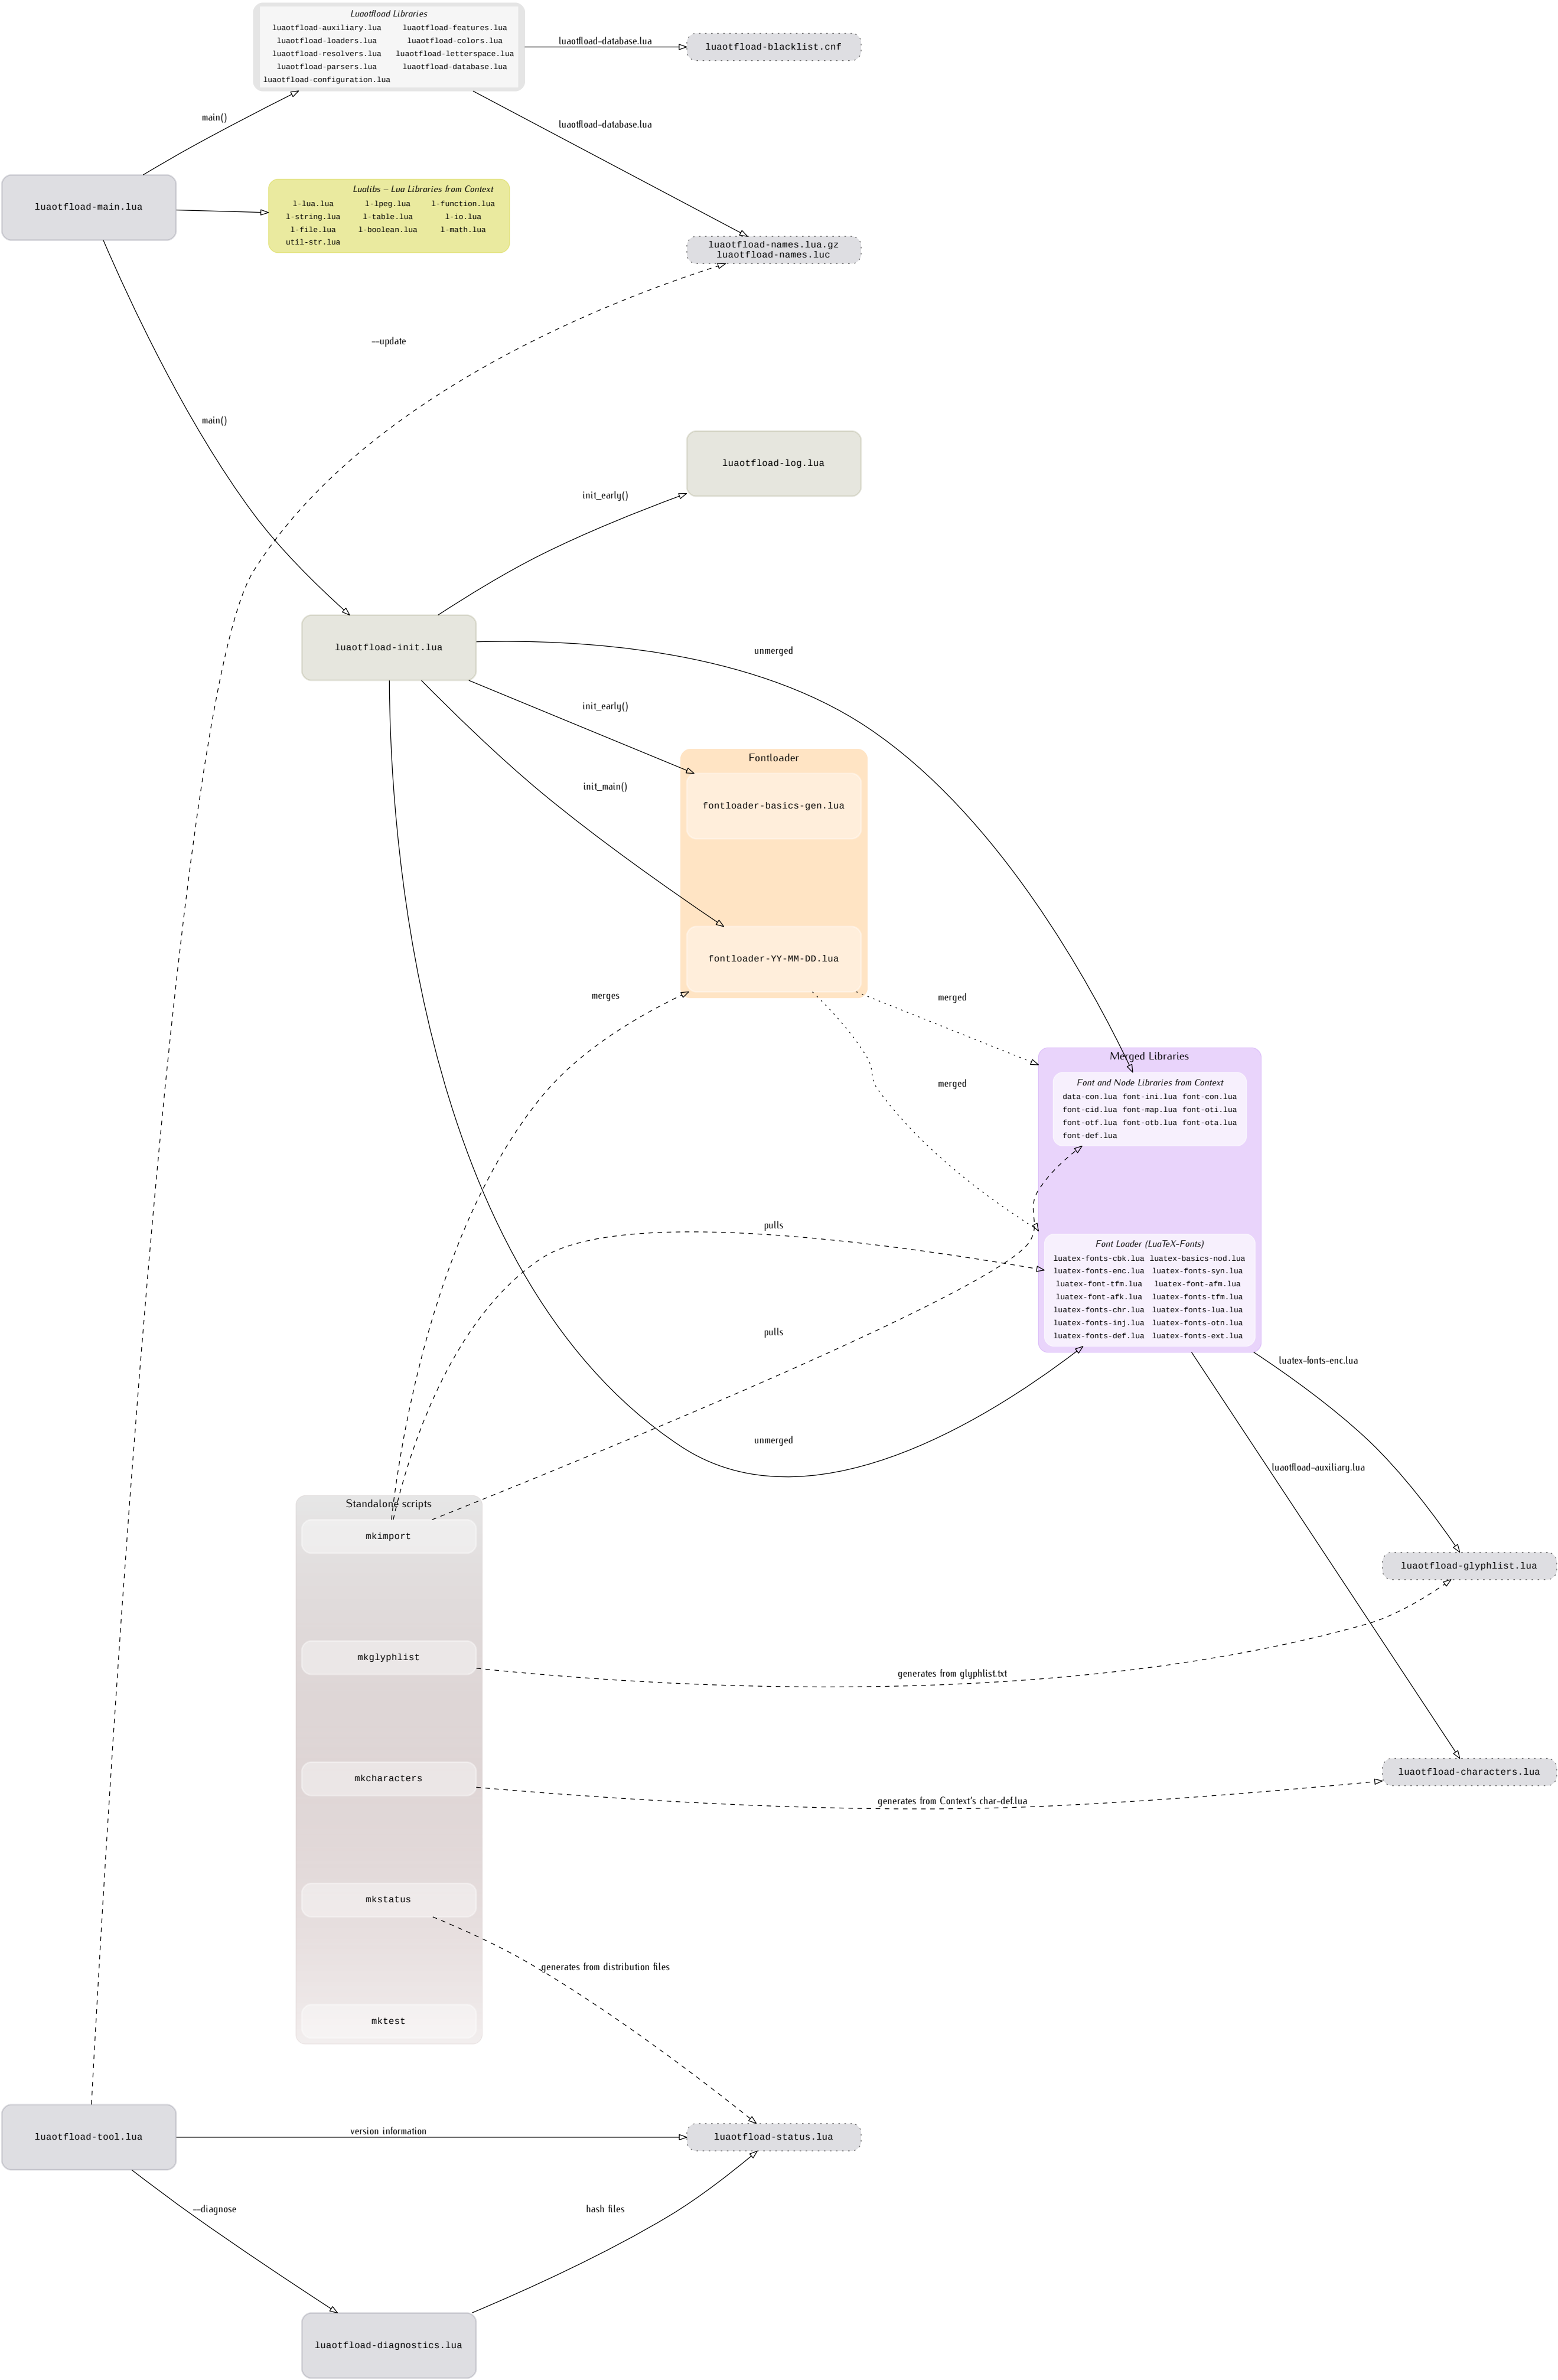 Luaotfload Libraries
luaotfload-auxiliary.lua luaotfload-features.lua
luaotfload-loaders.lua luaotfload-colors.lua
luaotfload-resolvers.lua luaotfload-letterspace.lua
luaotfload-parsers.lua luaotfload-database.lua
luaotfload-configuration.lua
luaotfload-database.lua
luaotfload-blacklist.cnf
main()
luaotfload-database.lua
luaotfload-main.lua
Lualibs – Lua Libraries from Context
l-lua.lua l-lpeg.lua l-function.lua
l-string.lua l-table.lua l-io.lua
l-file.lua l-boolean.lua l-math.lua
util-str.lua
luaotfload-names.lua.gz
luaotfload-names.luc
--update
main()
luaotfload-log.lua
init_early()
luaotfload-init.lua
unmerged
init_early()
Fontloader
init_main()
fontloader-basics-gen.lua
fontloader-YY-MM-DD.lua
merges
merged
Merged Libraries
merged
Font and Node Libraries from Context
data-con.lua font-ini.lua font-con.lua
font-cid.lua font-map.lua font-oti.lua
font-otf.lua font-otb.lua font-ota.lua
font-def.lua
pulls
Font Loader (LuaTeX-Fonts)
luatex-fonts-cbk.lua luatex-basics-nod.lua
luatex-fonts-enc.lua luatex-fonts-syn.lua
luatex-font-tfm.lua luatex-font-afm.lua
luatex-font-afk.lua luatex-fonts-tfm.lua
luatex-fonts-chr.lua luatex-fonts-lua.lua
luatex-fonts-inj.lua luatex-fonts-otn.lua
luatex-fonts-def.lua luatex-fonts-ext.lua
pulls
luatex-fonts-enc.lua
unmerged
luaotfload-auxiliary.lua
Standalone scripts
mkimport
luaotfload-glyphlist.lua
mkglyphlist
generates from glyphlist.txt
luaotfload-characters.lua
mkcharacters
generates from Context's char-def.lua
mkstatus
generates from distribution files
mktest
luaotfload-tool.lua
version information
luaotfload-status.lua
--diagnose
hash files
luaotfload-diagnostics.lua